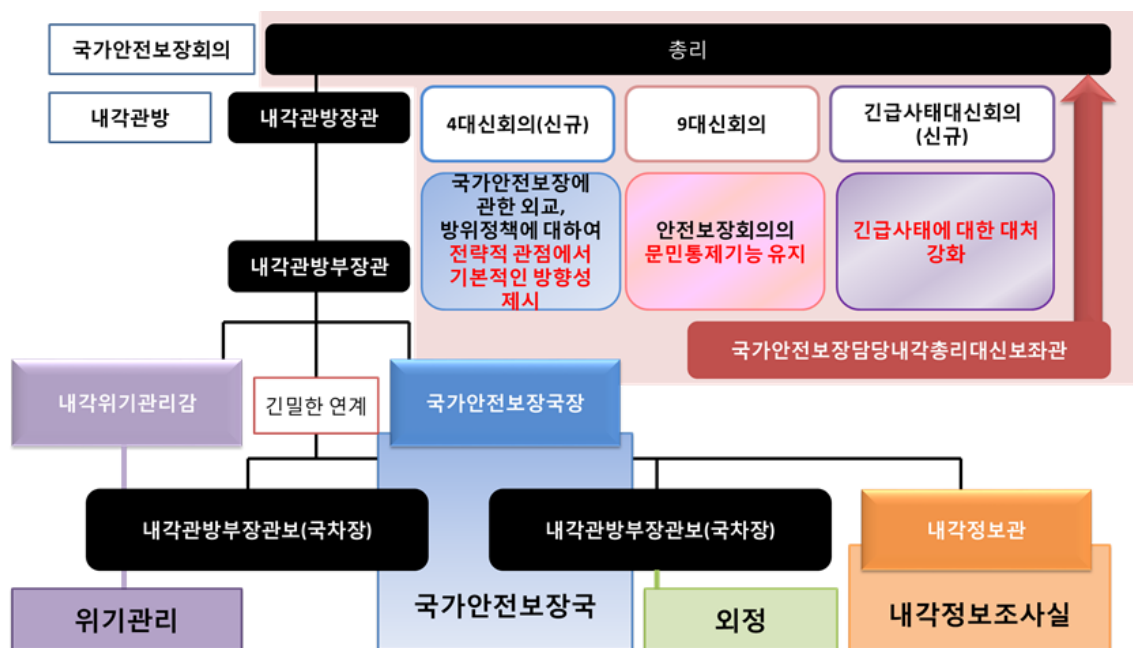 국가안전보장회의
총리
내각관방
내각관방장관
4대신회의(신규)
9대신회의
긴급사태대신회의
(신규)
국가안전보장에
관한 외교,
방위정책에 대하여
전략적 관점에서
기본적인 방향성
제시
안전보장회의의
문민통제기능 유지
긴급사태에 대한 대처
강화
내각관방부장관
국가안전보장담당내각총리대신보좌관
내각위기관리감
긴밀한 연계
국가안전보장국장
내각관방부장관보(국차장)
내각관방부장관보(국차장)
내각정보관
위기관리
국가안전보장국
외정
내각정보조사실